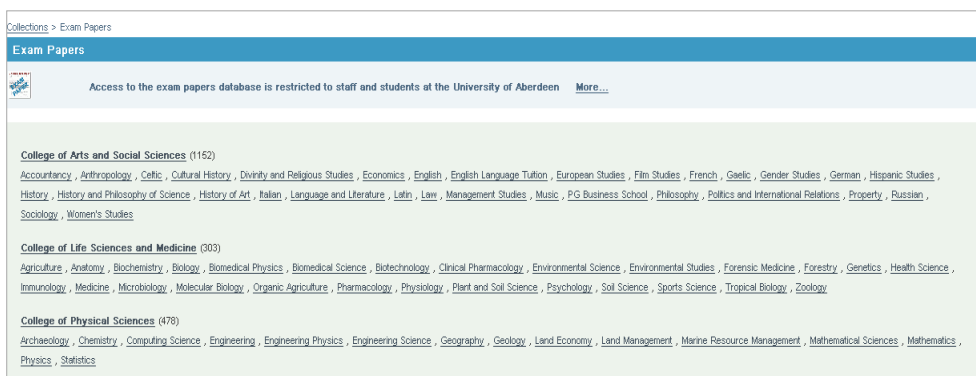 Collections > Exam Papers
Exam Papers
Access to the exam papers database is restricted to staff and students at the University of Aberdeen More...
College of Arts and Social Sciences (1152)
Accountancy , Anthropology , Celtic , Cultural History , Divinity and Religious Studies , Economics , English , English Language Tuition , European Studies , Film Studies , French , Gaelic , Gender Studies , German , Hispanic Studies ,
History , History and Philosophy of Science , History of Art , Italian , Language and Literature , Latin , Law , Management Studies , Music , PG Business School , Philosophy , Politics and International Relations , Property , Russian ,
Sociology , Women's Studies
College of Life Sciences and Medicine (303)
Agriculture , Anatomy , Biochemistry , Biology , Biomedical Physics , Biomedical Science , Biotechnology , Clinical Pharmacology , Environmental Science , Environmental Studies , Forensic Medicine , Forestry , Genetics , Health Science ,
Immunology , Medicine , Microbiology , Molecular Biology , Organic Agriculture , Pharmacology , Physiology , Plant and Soil Science , Psychology , Soil Science , Sports Science , Tropical Biology , Zoology
College of Physical Sciences (478)
Archaeology , Chemistry , Computing Science , Engineering , Engineering Physics , Engineering Science , Geography , Geology , Land Economy , Land Management , Marine Resource Management , Mathematical Sciences , Mathematics ,
Physics , Statistics